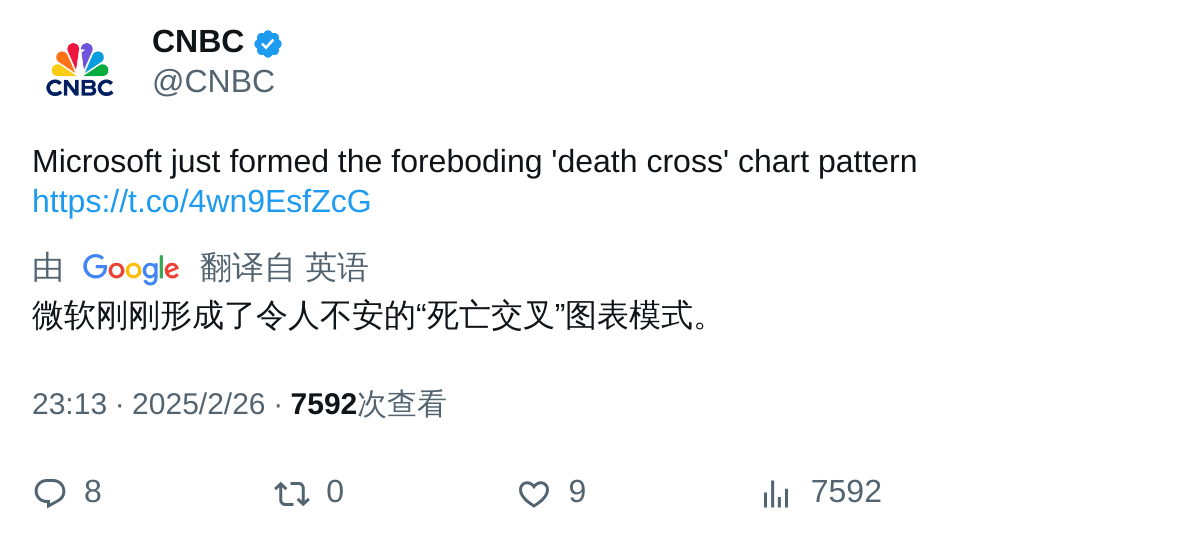 CNBC
CNBC
@CNBC
Microsoft just formed the foreboding 'death cross' chart pattern
https://t.co/4wn9EsfZcG
由 Google 翻译自 英语
微软刚刚形成了令人不安的“死亡交叉”图表模式。
23:13 · 2025/2/26 · 7592次查看
8 0 9 7592